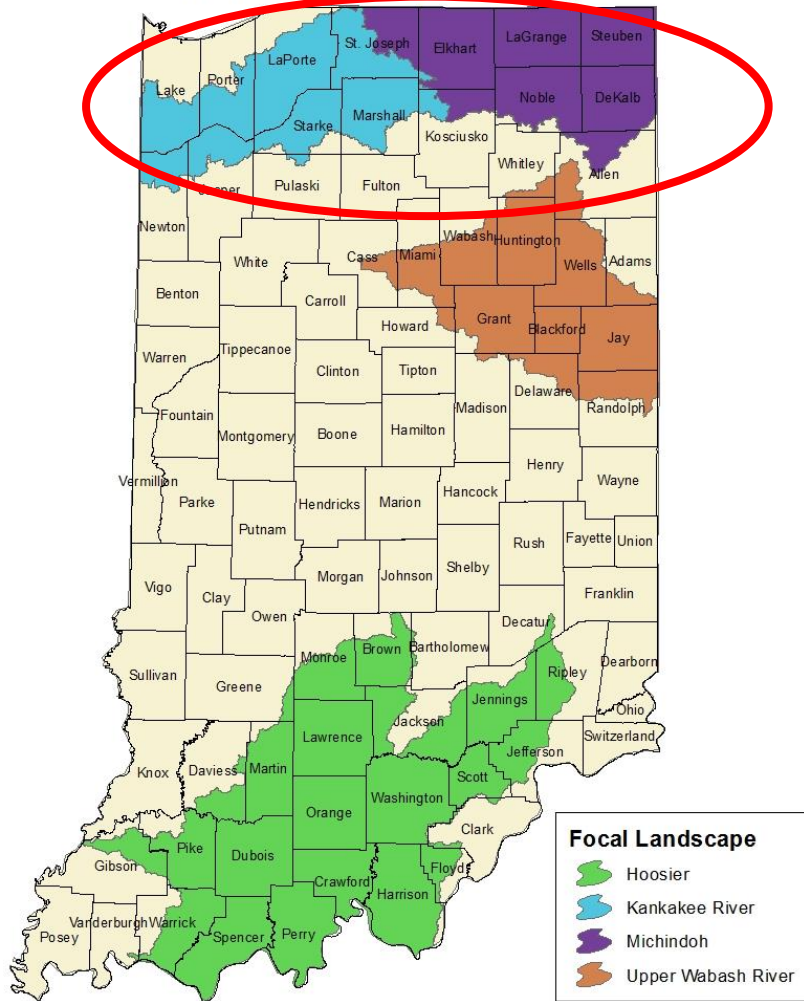 St. Joseph
Elkhart
LaGrange
Steuben
LaPorte
Lake
Porter
Noble
DeKalb
Starke
Marshall
Kosciusko
Whitley
Allen
Jasper
Pulaski
Fulton
Newton
White
Cass
Miami
Wabash
Huntington
Wells
Adams
Benton
Carroll
Howard
Grant
Blackford
Jay
Warren
Tippecanoe
Clinton
Tipton
Delaware
Randolph
Fountain
Montgomery
Boone
Hamilton
Madison
Henry
Wayne
Vermillion
Parke
Putnam
Hendricks
Marion
Hancock
Rush
Fayette
Union
Vigo
Clay
Owen
Morgan
Johnson
Shelby
Franklin
Decatur
Sullivan
Greene
Monroe
Brown
Bartholomew
Ripley
Dearborn
Ohio
Switzerland
Jennings
Jackson
Jefferson
Knox
Daviess
Martin
Lawrence
Scott
Orange
Washington
Clark
Gibson
Pike
Dubois
Crawford
Harrison
Floyd
Posey
Vanderburgh
Warrick
Spencer
Perry
Focal Landscape
Hoosier
Kankakee River
Michindoh
Upper Wabash River